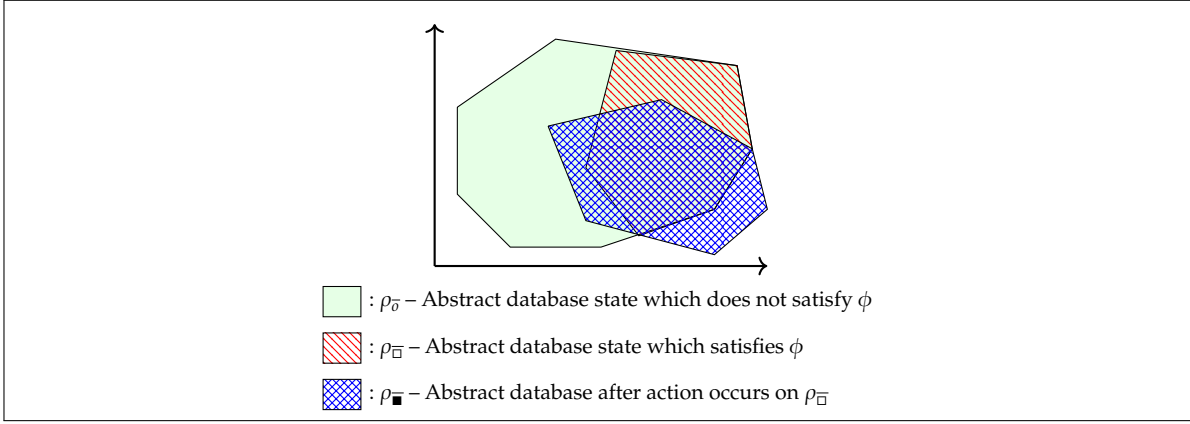 : ρ_o̅ – Abstract database state which does not satisfy ϕ
: ρ_□̅ – Abstract database state which satisfies ϕ
: ρ_■̅ – Abstract database after action occurs on ρ_□̅